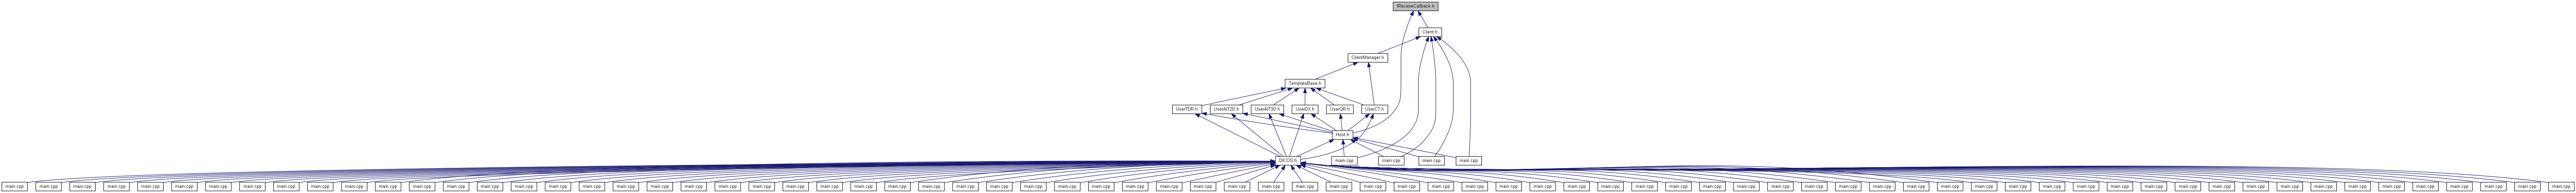 IReceiveCallback.h
Client.h
ClientManager.h
TemplateBase.h
UserTDR.h UserAIT2D.h UserAIT3D.h UserDX.h UserQR.h UserCT.h
Host.h
DICOS.h main.cpp main.cpp main.cpp main.cpp
main.cpp main.cpp main.cpp main.cpp main.cpp main.cpp main.cpp main.cpp main.cpp main.cpp main.cpp main.cpp main.cpp main.cpp main.cpp main.cpp main.cpp main.cpp main.cpp main.cpp main.cpp main.cpp main.cpp main.cpp main.cpp main.cpp main.cpp main.cpp main.cpp main.cpp main.cpp main.cpp main.cpp main.cpp main.cpp main.cpp main.cpp main.cpp main.cpp main.cpp main.cpp main.cpp main.cpp main.cpp main.cpp main.cpp main.cpp main.cpp main.cpp main.cpp main.cpp main.cpp main.cpp main.cpp main.cpp main.cpp main.cpp main.cpp main.cpp main.cpp main.cpp main.cpp main.cpp main.cpp main.cpp main.cpp main.cpp main.cpp main.cpp main.cpp main.cpp main.cpp main.cpp main.cpp main.cpp main.cpp